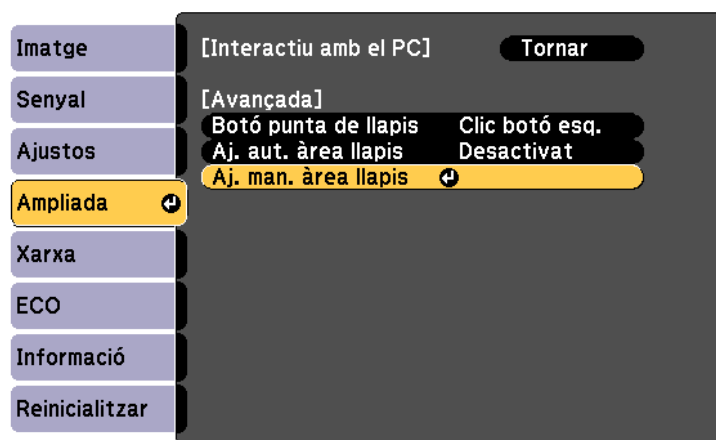 Imatge
Senyal
Ajustos
Ampliada
Xarxa
ECO
Informació
Reinicialitzar
[Interactiu amb el PC] Tornar
[Avançada]
Botó punta de llapis Clic botó esq.
Aj. aut. àrea llapis Desactivat
Aj. man. àrea llapis